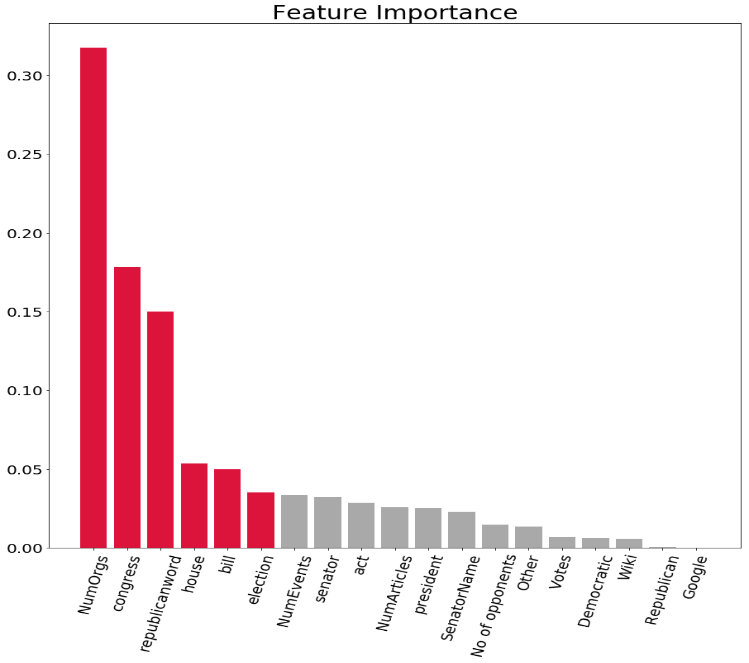 Feature Importance
0.30
0.25
0.20
0.15
0.10
0.05
0.00
NumOrgs
congress
republicanword
house
bill
election
NumEvents
senator
act
NumArticles
president
SenatorName
No of opponents
Other
Votes
Democratic
Wiki
Republican
Google